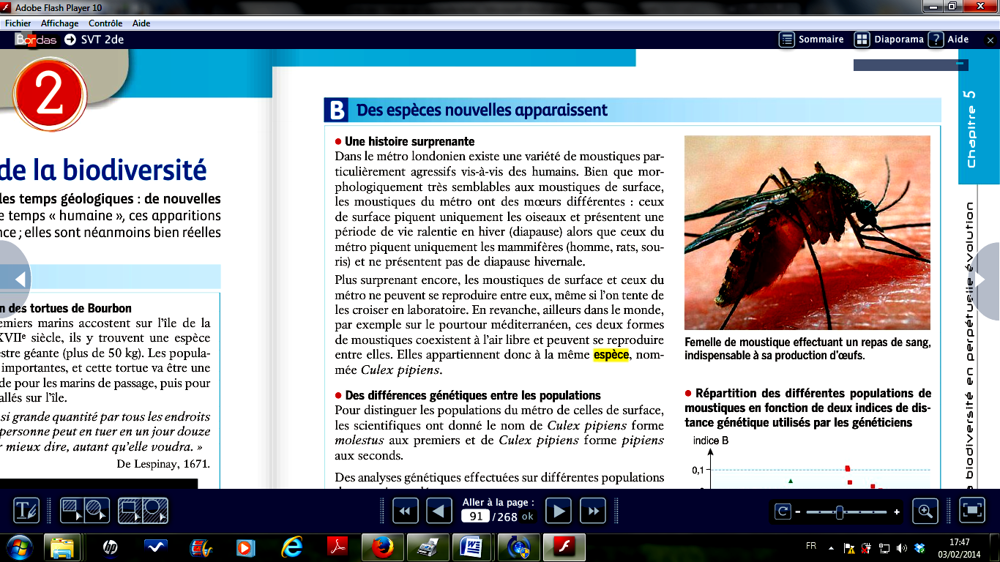 Adobe Flash Player 10
Fichier Affichage Contrôle Aide
Bordas SVT 2de
Sommaire Diaporama ? Aide
2
de la biodiversité
des temps géologiques : de nouvelles
e temps « humaine », ces apparitions
nce ; elles sont néanmoins bien réelles
n des tortues de Bourbon
emiers marins accostent sur l'île de la
XVIIe siècle, ils y trouvent une espèce
estre géante (plus de 50 kg). Les popula-
importantes, et cette tortue va être une
de pour les marins de passage, puis pour
allés sur l'île.
si grande quantité par tous les endroits
personne peut en tuer en un jour douze
r mieux dire, autant qu'elle voudra. »
De Lespinay, 1671.
B Des espèces nouvelles apparaissent
• Une histoire surprenante
Dans le métro londonien existe une variété de moustiques par-
ticulièrement agressifs vis-à-vis des humains. Bien que mor-
phologiquement très semblables aux moustiques de surface,
les moustiques du métro ont des mœurs différentes : ceux
de surface piquent uniquement les oiseaux et présentent une
période de vie ralentie en hiver (diapause) alors que ceux du
métro piquent uniquement les mammifères (homme, rats, sou-
ris) et ne présentent pas de diapause hivernale.
Plus surprenant encore, les moustiques de surface et ceux du
métro ne peuvent se reproduire entre eux, même si l'on tente de
les croiser en laboratoire. En revanche, ailleurs dans le monde,
par exemple sur le pourtour méditerranéen, ces deux formes
de moustiques coexistent à l'air libre et peuvent se reproduire
entre elles. Elles appartiennent donc à la même espèce, nom-
mée Culex pipiens.
• Des différences génétiques entre les populations
Pour distinguer les populations du métro de celles de surface,
les scientifiques ont donné le nom de Culex pipiens forme
molestus aux premiers et de Culex pipiens forme pipiens
aux seconds.
Des analyses génétiques effectuées sur différentes populations
Femelle de moustique effectuant un repas de sang,
indispensable à sa production d'œufs.
• Répartition des différentes populations de
moustiques en fonction de deux indices de dis-
tance génétique utilisés par les généticiens
indice B
0,1
Chapitre 5
biodiversité en perpétuelle évolution
Aller à la page :
91 /268 ok
- +
FR
17:47
03/02/2014